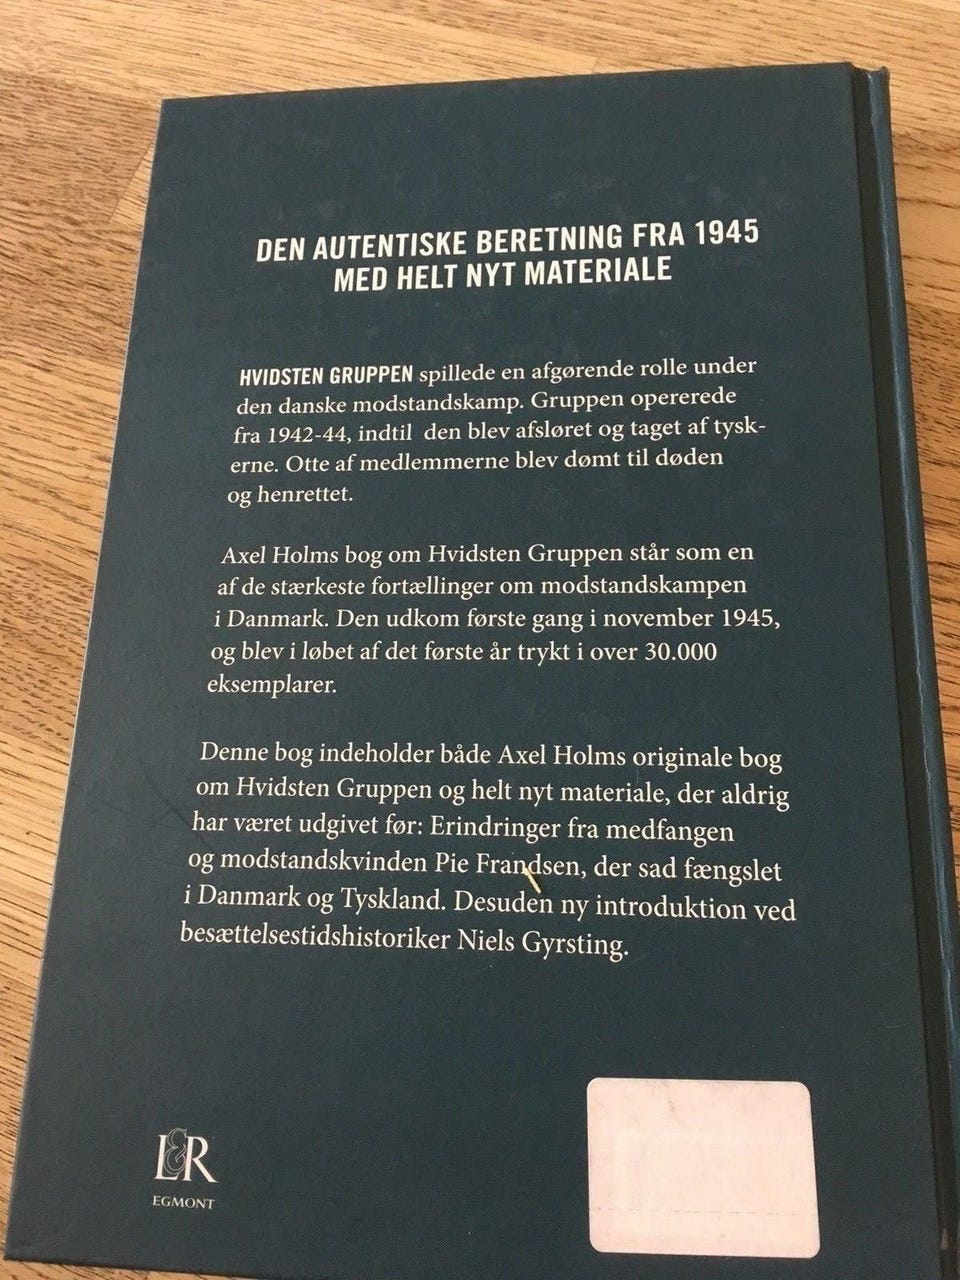 DEN AUTENTISKE BERETNING FRA 1945
MED HELT NYT MATERIALE
HVIDSTEN GRUPPEN spillede en afgørende rolle under
den danske modstandskamp. Gruppen opererede
fra 1942-44, indtil den blev afsløret og taget af tysk-
erne. Otte af medlemmerne blev dømt til døden
og henrettet.
Axel Holms bog om Hvidsten Gruppen står som en
af de stærkeste fortællinger om modstandskampen
i Danmark. Den udkom første gang i november 1945,
og blev i løbet af det første år trykt i over 30.000
eksemplarer.
Denne bog indeholder både Axel Holms originale bog
om Hvidsten Gruppen og helt nyt materiale, der aldrig
har været udgivet før: Erindringer fra medfangen
og modstandskvinden Pie Frandsen, der sad fængslet
i Danmark og Tyskland. Desuden ny introduktion ved
besættelsestidshistoriker Niels Gyrsting.
L&R
EGMONT